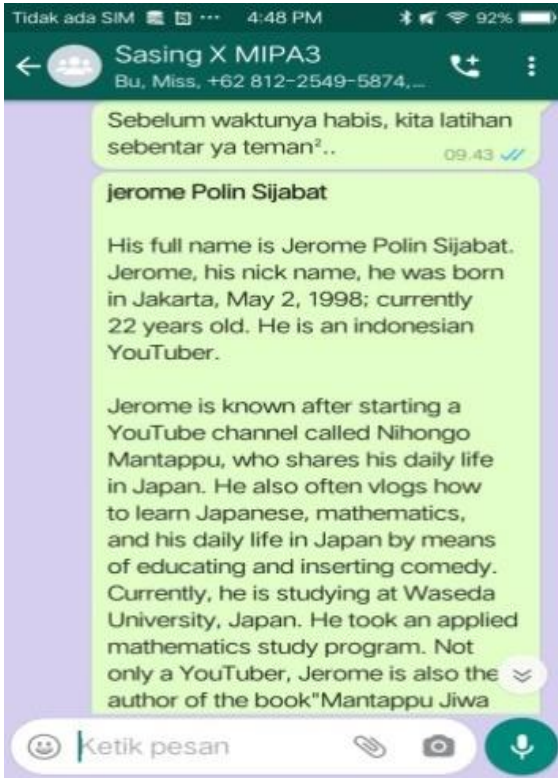 Tidak ada SIM ... 4:48 PM 92%
Sasing X MIPA3
Bu, Miss, +62 812-2549-5874,...
Sebelum waktunya habis, kita latihan
sebentar ya teman²..
09.43
jerome Polin Sijabat
His full name is Jerome Polin Sijabat.
Jerome, his nick name, he was born
in Jakarta, May 2, 1998; currently
22 years old. He is an indonesian
YouTuber.
Jerome is known after starting a
YouTube channel called Nihongo
Mantappu, who shares his daily life
in Japan. He also often vlogs how
to learn Japanese, mathematics,
and his daily life in Japan by means
of educating and inserting comedy.
Currently, he is studying at Waseda
University, Japan. He took an applied
mathematics study program. Not
only a YouTuber, Jerome is also the
author of the book"Mantappu Jiwa
Ketik pesan